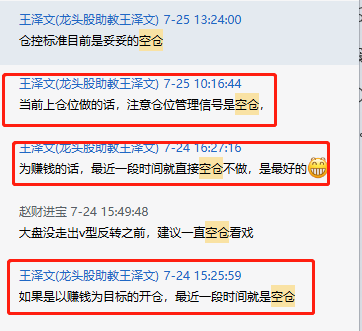 王泽文(龙头股助教王泽文) 7-25 13:24:00
仓控标准目前是妥妥的空仓
王泽文(龙头股助教王泽文) 7-25 10:16:44
当前上仓位做的话，注意仓位管理信号是空仓，
王泽文(龙头股助教王泽文) 7-24 16:27:16
为赚钱的话，最近一段时间就直接空仓不做，是最好的
赵财进宝 7-24 15:49:48
大盘没走出v型反转之前，建议一直空仓看戏
王泽文(龙头股助教王泽文) 7-24 15:25:59
如果是以赚钱为目标的开仓，最近一段时间就是空仓